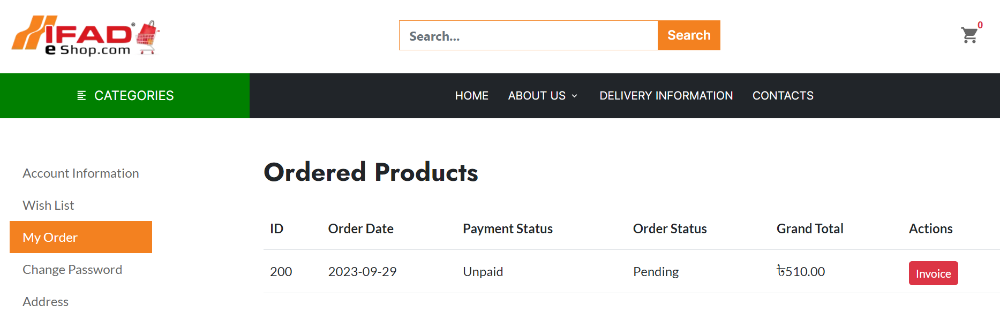 IFAD®
e Shop.com
Search...
Search
0
CATEGORIES
HOME ABOUT US DELIVERY INFORMATION CONTACTS
Account Information
Wish List
My Order
Change Password
Address
Ordered Products
ID Order Date Payment Status Order Status Grand Total Actions
200 2023-09-29 Unpaid Pending ৳510.00 Invoice